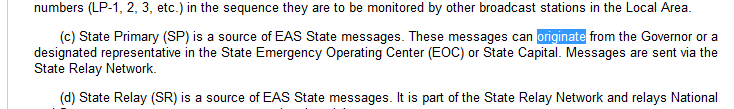 numbers (LP-1, 2, 3, etc.) in the sequence they are to be monitored by other broadcast stations in the Local Area.
(c) State Primary (SP) is a source of EAS State messages. These messages can originate from the Governor or a
designated representative in the State Emergency Operating Center (EOC) or State Capital. Messages are sent via the
State Relay Network.
(d) State Relay (SR) is a source of EAS State messages. It is part of the State Relay Network and relays National